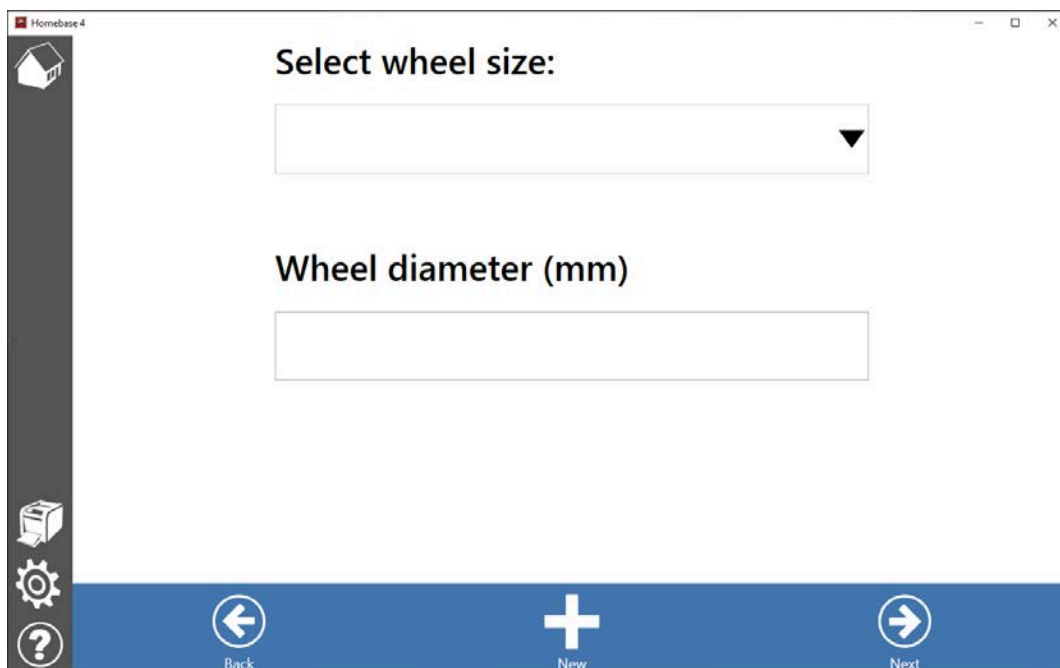 Homebase 4
Select wheel size:
Wheel diameter (mm)
?
Back
New
Next